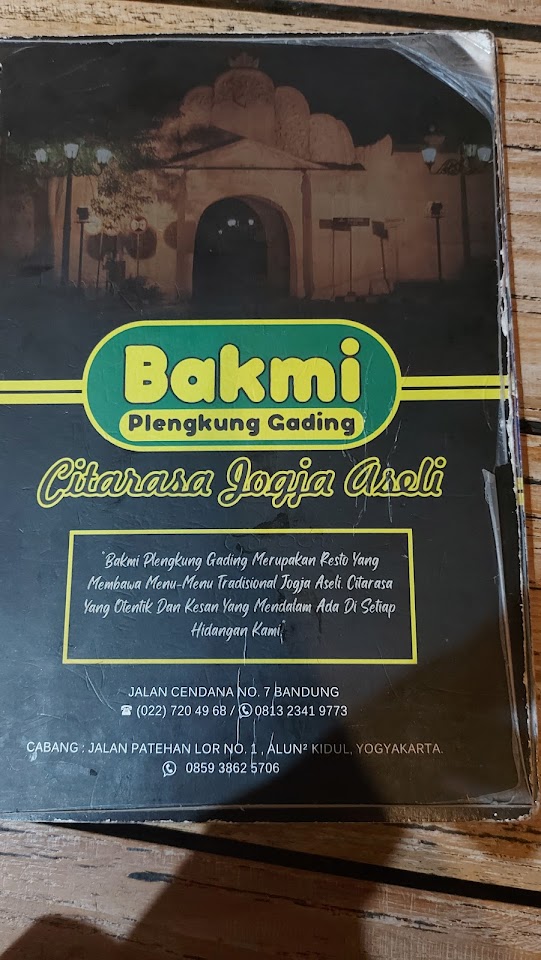 Bakmi
Plengkung Gading
Citarasa Jogja Aseli
"Bakmi Plengkung Gading Merupakan Resto Yang
Membawa Menu-Menu Tradisional Jogja Aseli. Citarasa
Yang Otentik Dan Kesan Yang Mendalam Ada Di Setiap
Hidangan Kami"
JALAN CENDANA NO. 7 BANDUNG
(022) 720 49 68 / 0813 2341 9773
CABANG : JALAN PATEHAN LOR NO. 1 , ALUN² KIDUL, YOGYAKARTA.
0859 3862 5706